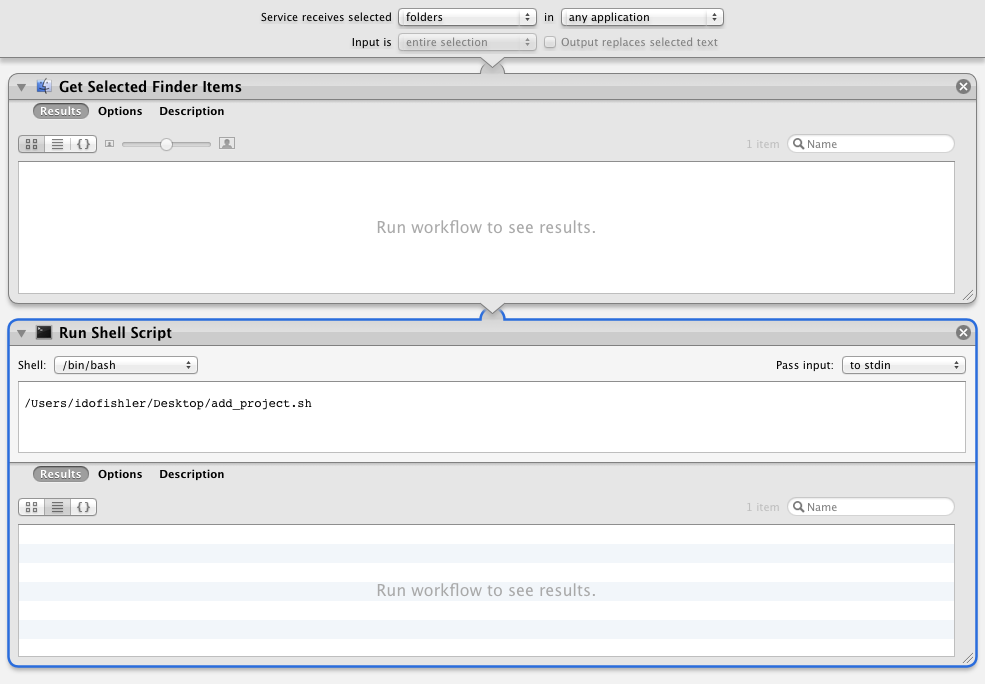 Service receives selected folders in any application
Input is entire selection Output replaces selected text
Get Selected Finder Items
Results Options Description
1 item Name
Run workflow to see results.
Run Shell Script
Shell: /bin/bash Pass input: to stdin
/Users/idofishler/Desktop/add_project.sh
Results Options Description
1 item Name
Run workflow to see results.